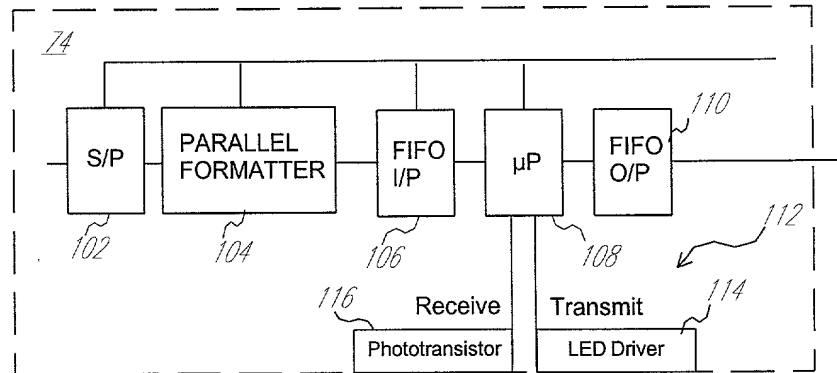 74
S/P
PARALLEL
FORMATTER
FIFO
I/P
µP
FIFO
O/P
110
102
104
106
108
112
116
Receive
Transmit
114
Phototransistor
LED Driver